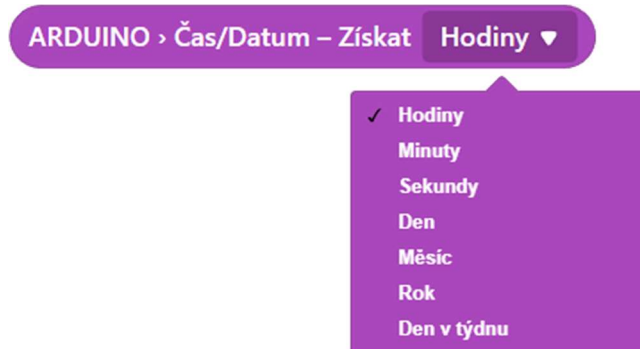 ARDUINO › Čas/Datum – Získat Hodiny ▼
✓ Hodiny
Minuty
Sekundy
Den
Měsíc
Rok
Den v týdnu